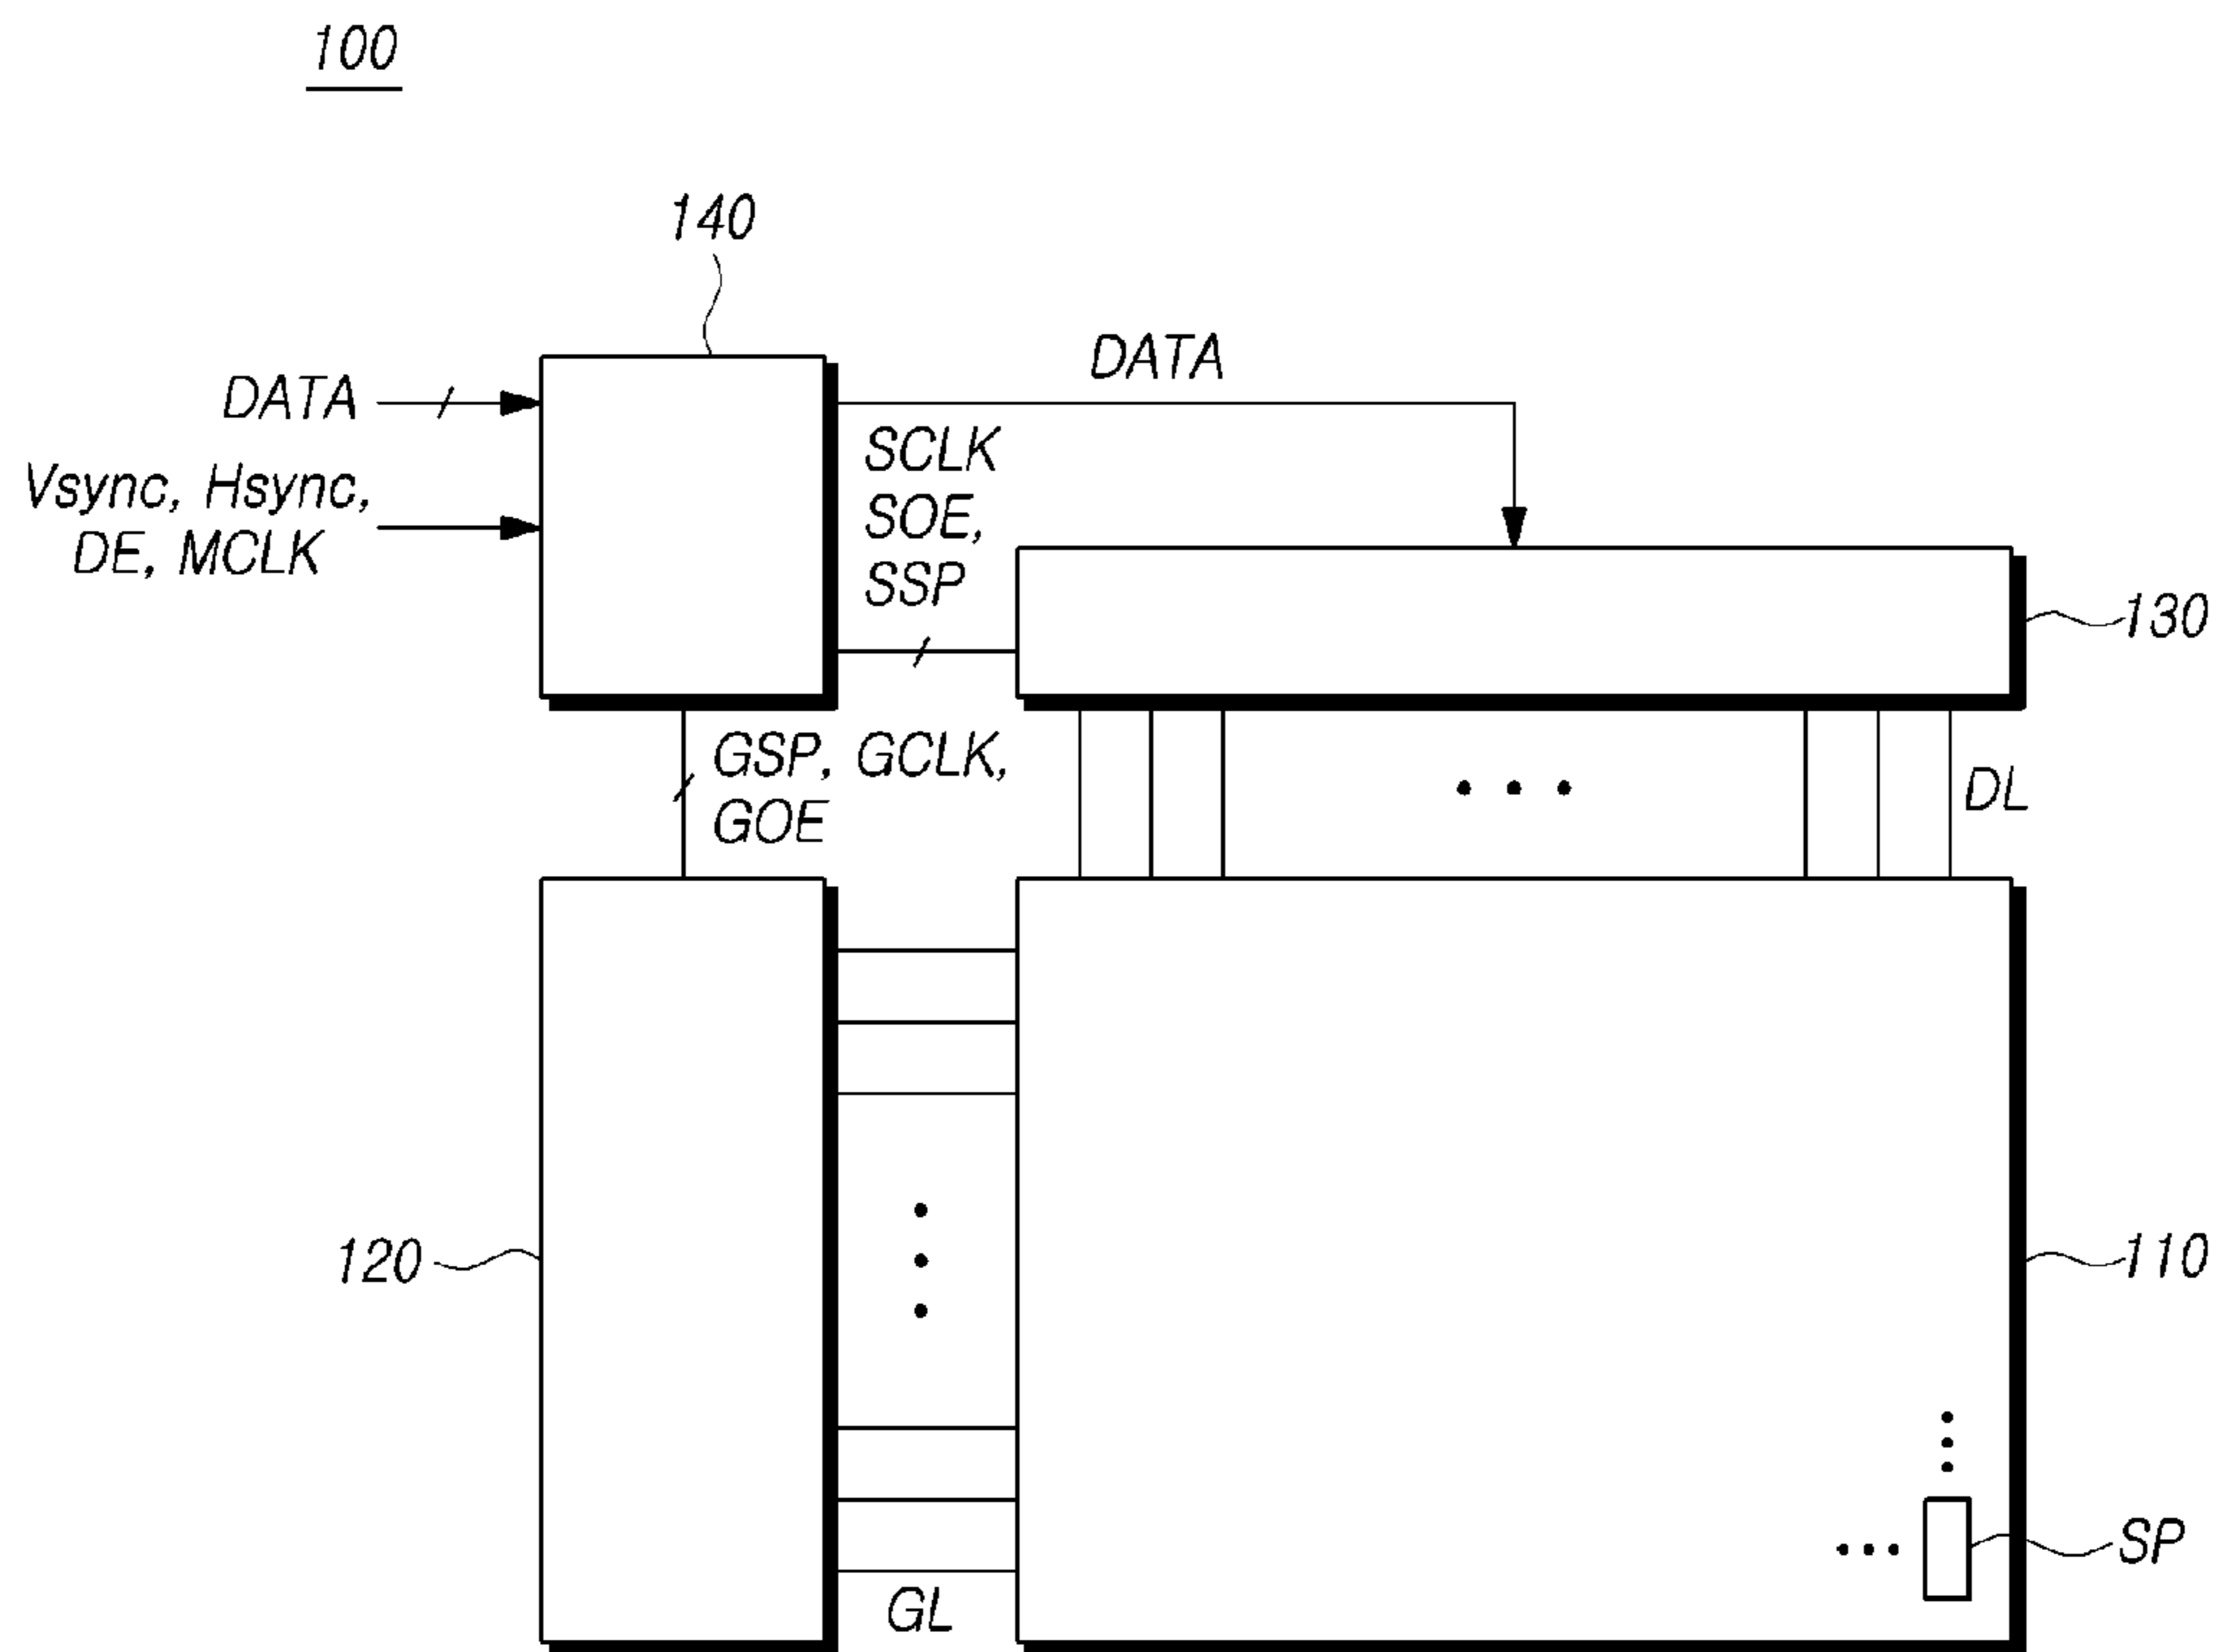 100
140
DATA
DATA
SCLK
Vsync, Hsync,
SOE,
DE, MCLK
SSP
130
GSP, GCLK,
DL
GOE
120
110
SP
GL